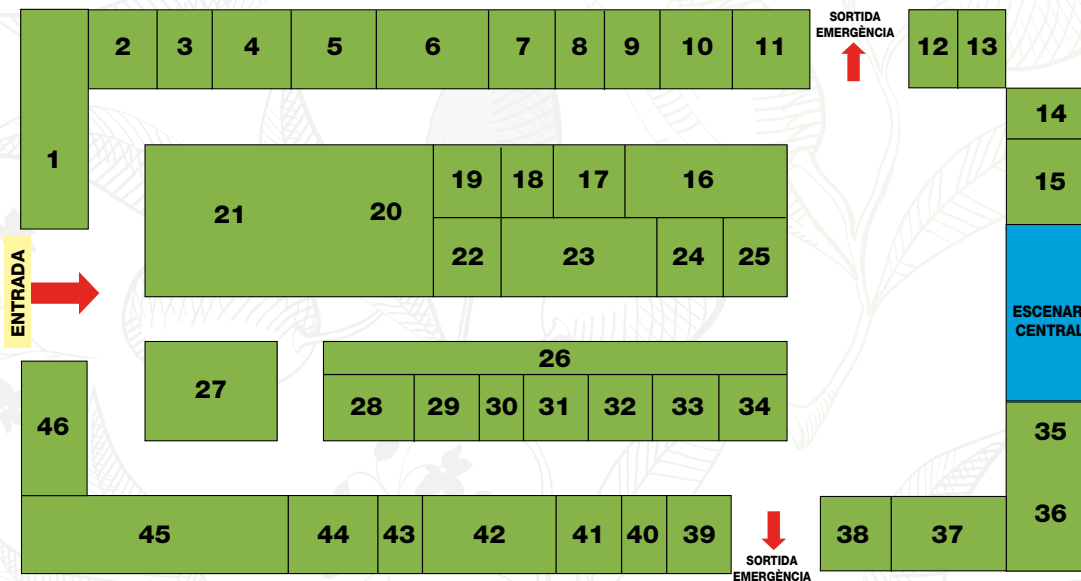 SORTIDA
EMERGÈNCIA
2 3 4 5 6 7 8 9 10 11 12 13
14
1
19 18 17 16
15
21 20
22 23 24 25
ENTRADA
ESCENARI
CENTRAL
26
27
28 29 30 31 32 33 34
46
35
36
45 44 43 42 41 40 39 38 37
SORTIDA
EMERGÈNCIA